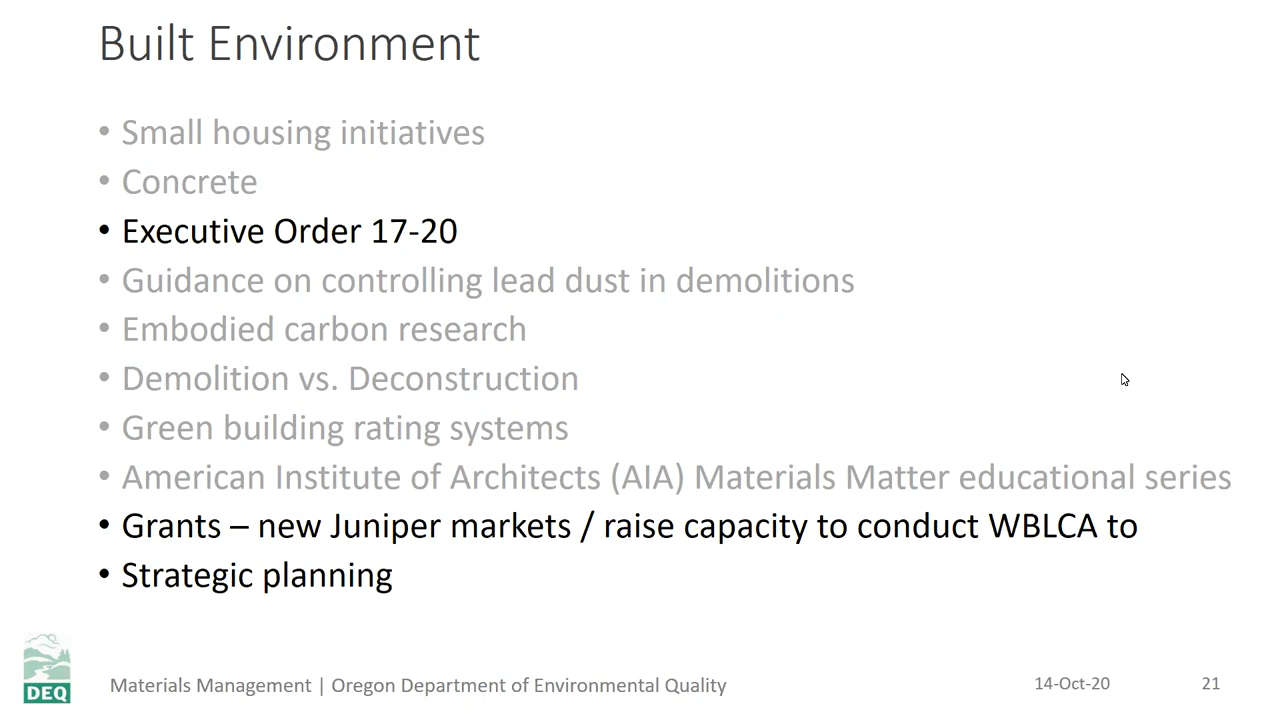 Built Environment
• Small housing initiatives
• Concrete
• Executive Order 17-20
• Guidance on controlling lead dust in demolitions
• Embodied carbon research
• Demolition vs. Deconstruction
• Green building rating systems
• American Institute of Architects (AIA) Materials Matter educational series
• Grants – new Juniper markets / raise capacity to conduct WBLCA to
• Strategic planning
DEQ
Materials Management | Oregon Department of Environmental Quality
14-Oct-20
21